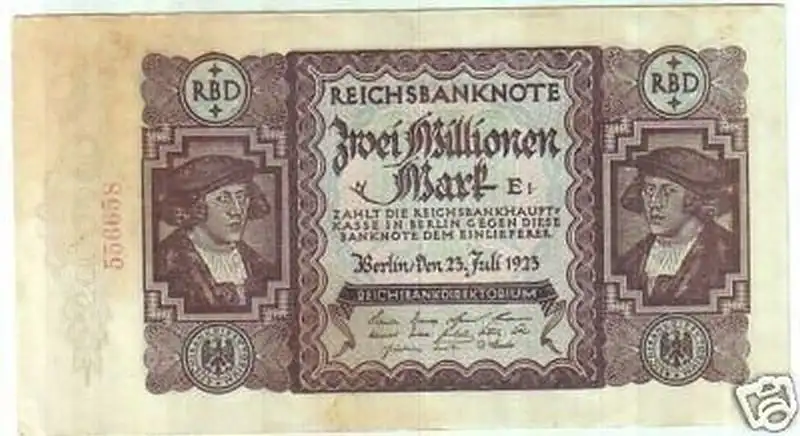 RBD
RBD
REICHSBANKNOTE
Zwei Millionen
Mark E1
ZAHLT DIE REICHSBANKHAUPT-
KASSE IN BERLIN GEGEN DIESE
BANKNOTE DEM EINLIEFERER.
Berlin/den 23. Juli 1923
REICHSBANKDIREKTORIUM
556658